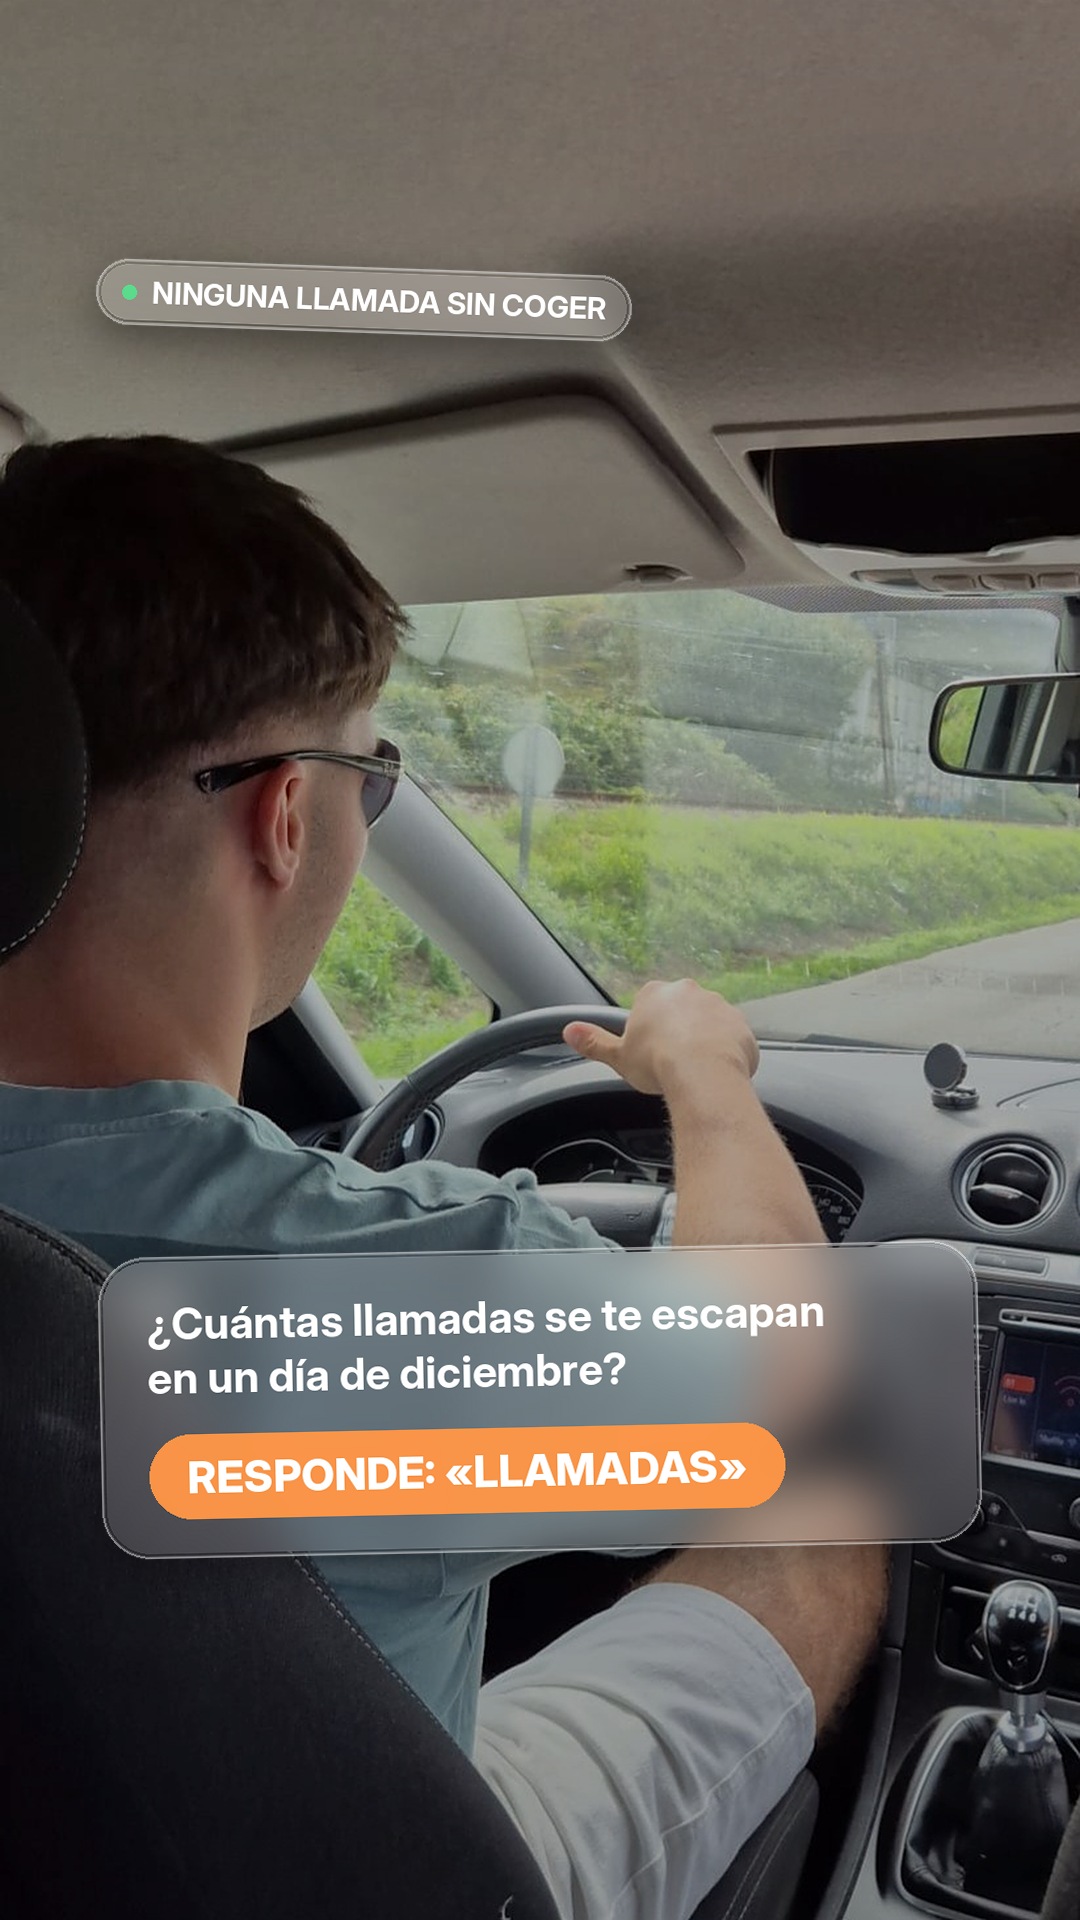 NINGUNA LLAMADA SIN COGER
¿Cuántas llamadas se te escapan
en un día de diciembre?
RESPONDE: «LLAMADAS»